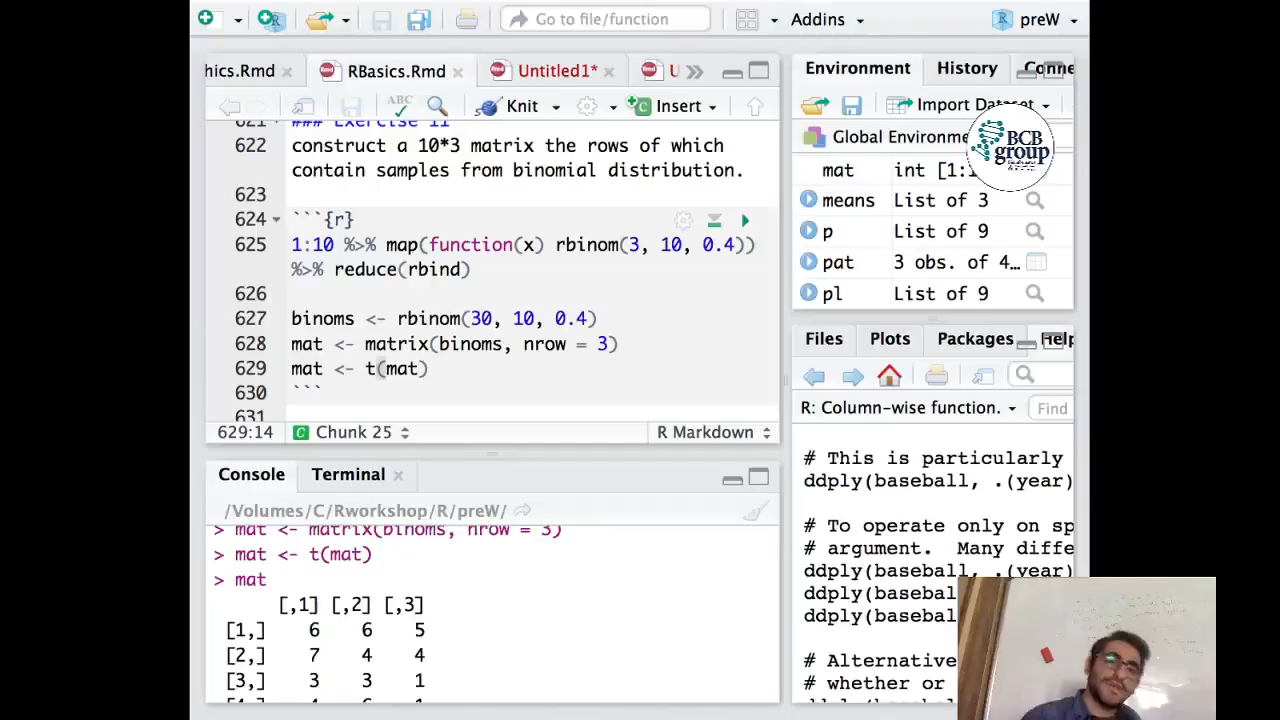 Go to file/function
Addins
preW
hics.Rmd
RBasics.Rmd
Untitled1*
U
ABC
Knit
Insert
621
### Exercise 11
622
construct a 10*3 matrix the rows of which
contain samples from binomial distribution.
623
624
```{r}
625
1:10 %>% map(function(x) rbinom(3, 10, 0.4))
%>% reduce(rbind)
626
627
binoms <- rbinom(30, 10, 0.4)
628
mat <- matrix(binoms, nrow = 3)
629
mat <- t(mat)
630
```
631
629:14
Chunk 25
R Markdown
Console
Terminal
/Volumes/C/Rworkshop/R/preW/
> mat <- matrix(binoms, nrow = 3)
> mat <- t(mat)
> mat
[,1] [,2] [,3]
[1,] 6 6 5
[2,] 7 4 4
[3,] 3 3 1
Environment
History
Conne
Import Dataset
Global Environme
BCB
group
mat
int [1:1
means
List of 3
p
List of 9
pat
3 obs. of 4…
pl
List of 9
Files
Plots
Packages
Help
R: Column-wise function.
Find
# This is particularly
ddply(baseball, .(year)
# To operate only on sp
# argument. Many diffe
ddply(baseball, .(year)
ddply(baseball
ddply(baseball
# Alternative
# whether or